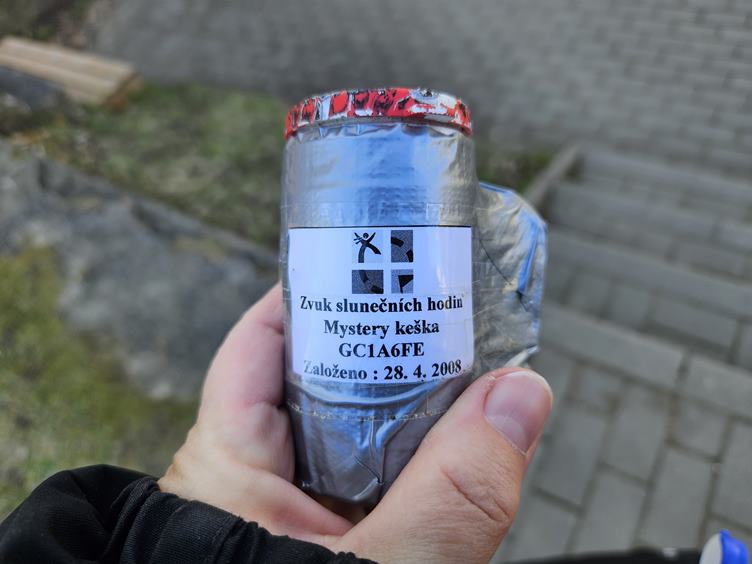 Zvuk slunečních hodin
Mystery keška
GC1A6FE
Založeno : 28. 4. 2008